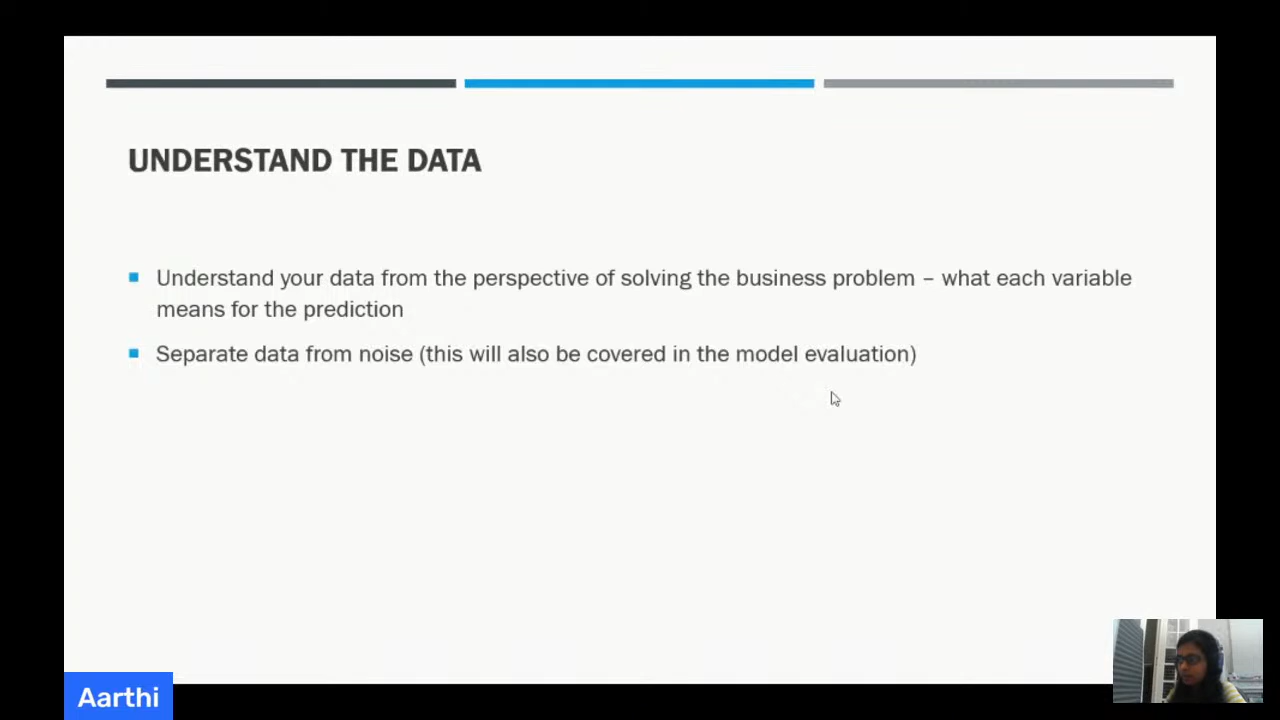 UNDERSTAND THE DATA
Understand your data from the perspective of solving the business problem – what each variable
means for the prediction
Separate data from noise (this will also be covered in the model evaluation)
Aarthi